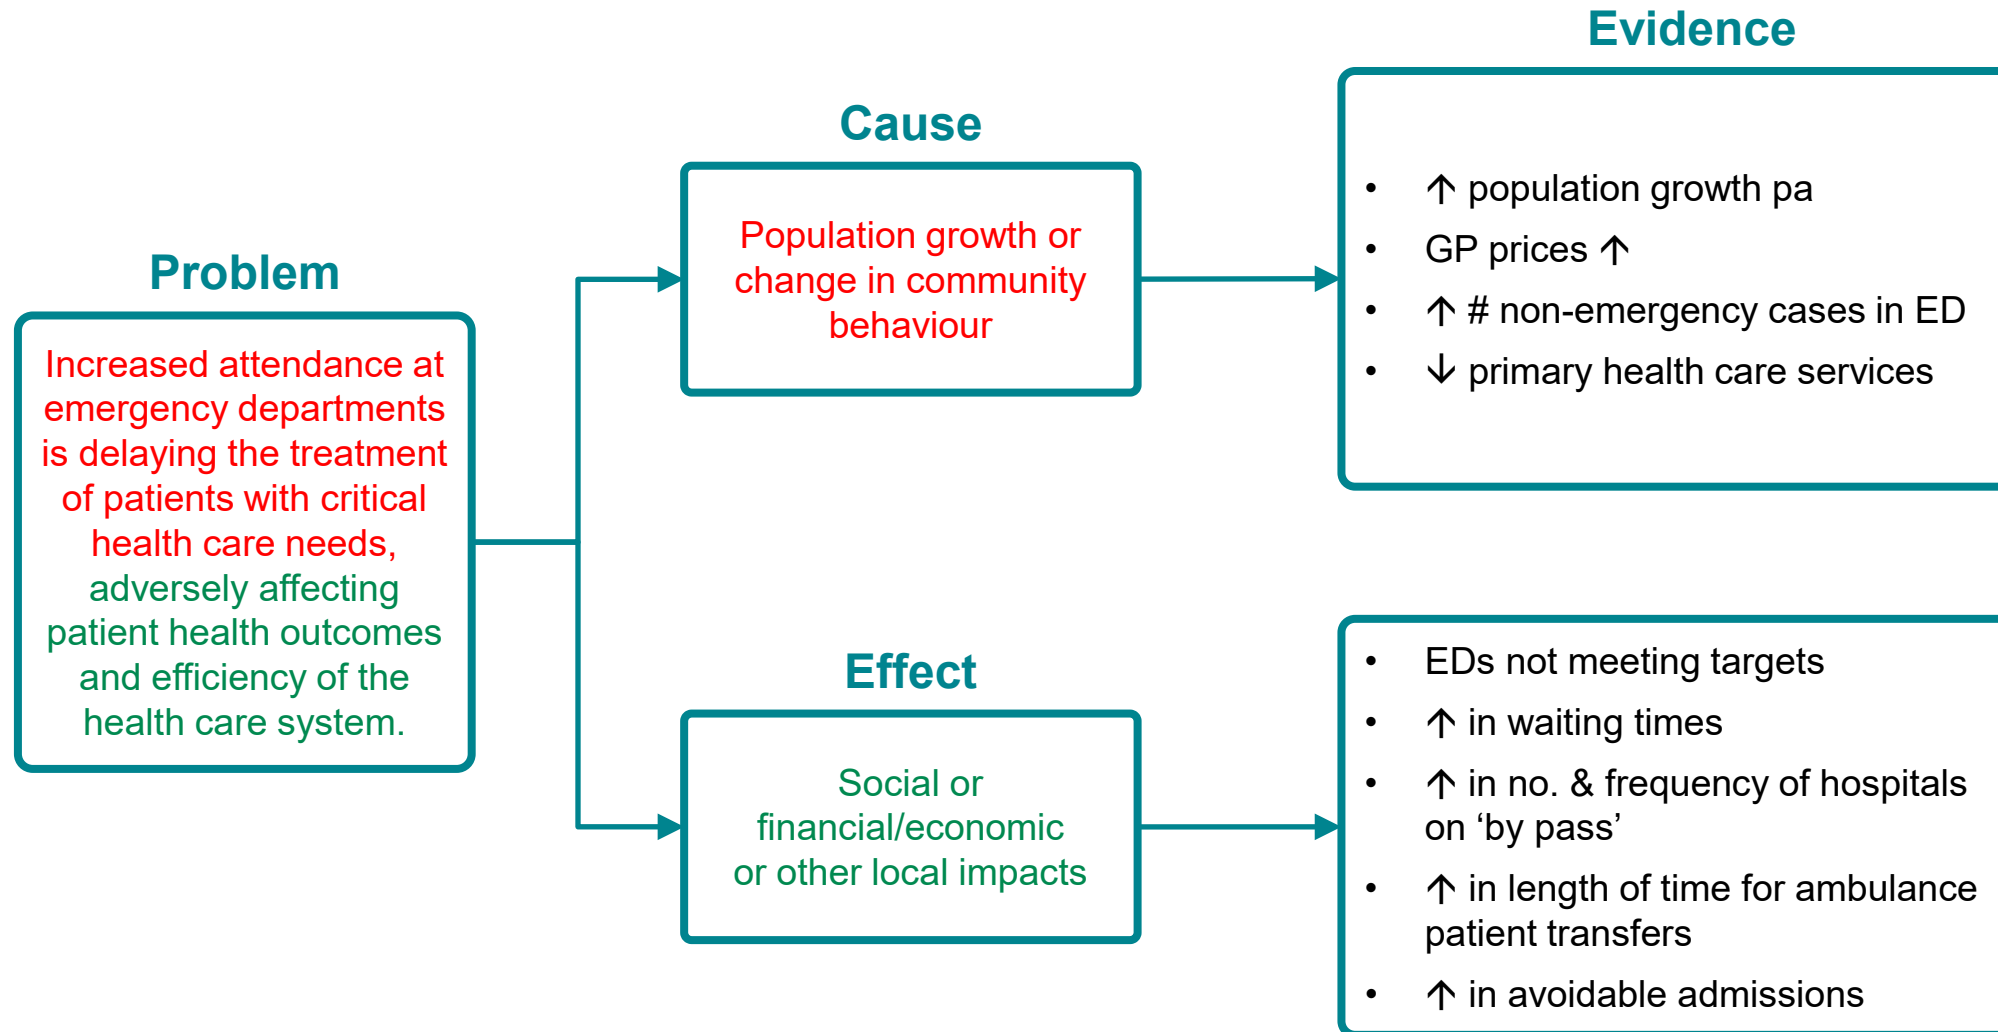 Problem
Increased attendance at
emergency departments
is delaying the treatment
of patients with critical
health care needs,
adversely affecting
patient health outcomes
and efficiency of the
health care system.
Cause
Population growth or
change in community
behaviour
Evidence
• ↑ population growth pa
• GP prices ↑
• ↑ # non-emergency cases in ED
• ↓ primary health care services
Effect
Social or
financial/economic
or other local impacts
• EDs not meeting targets
• ↑ in waiting times
• ↑ in no. & frequency of hospitals
on ‘by pass’
• ↑ in length of time for ambulance
patient transfers
• ↑ in avoidable admissions